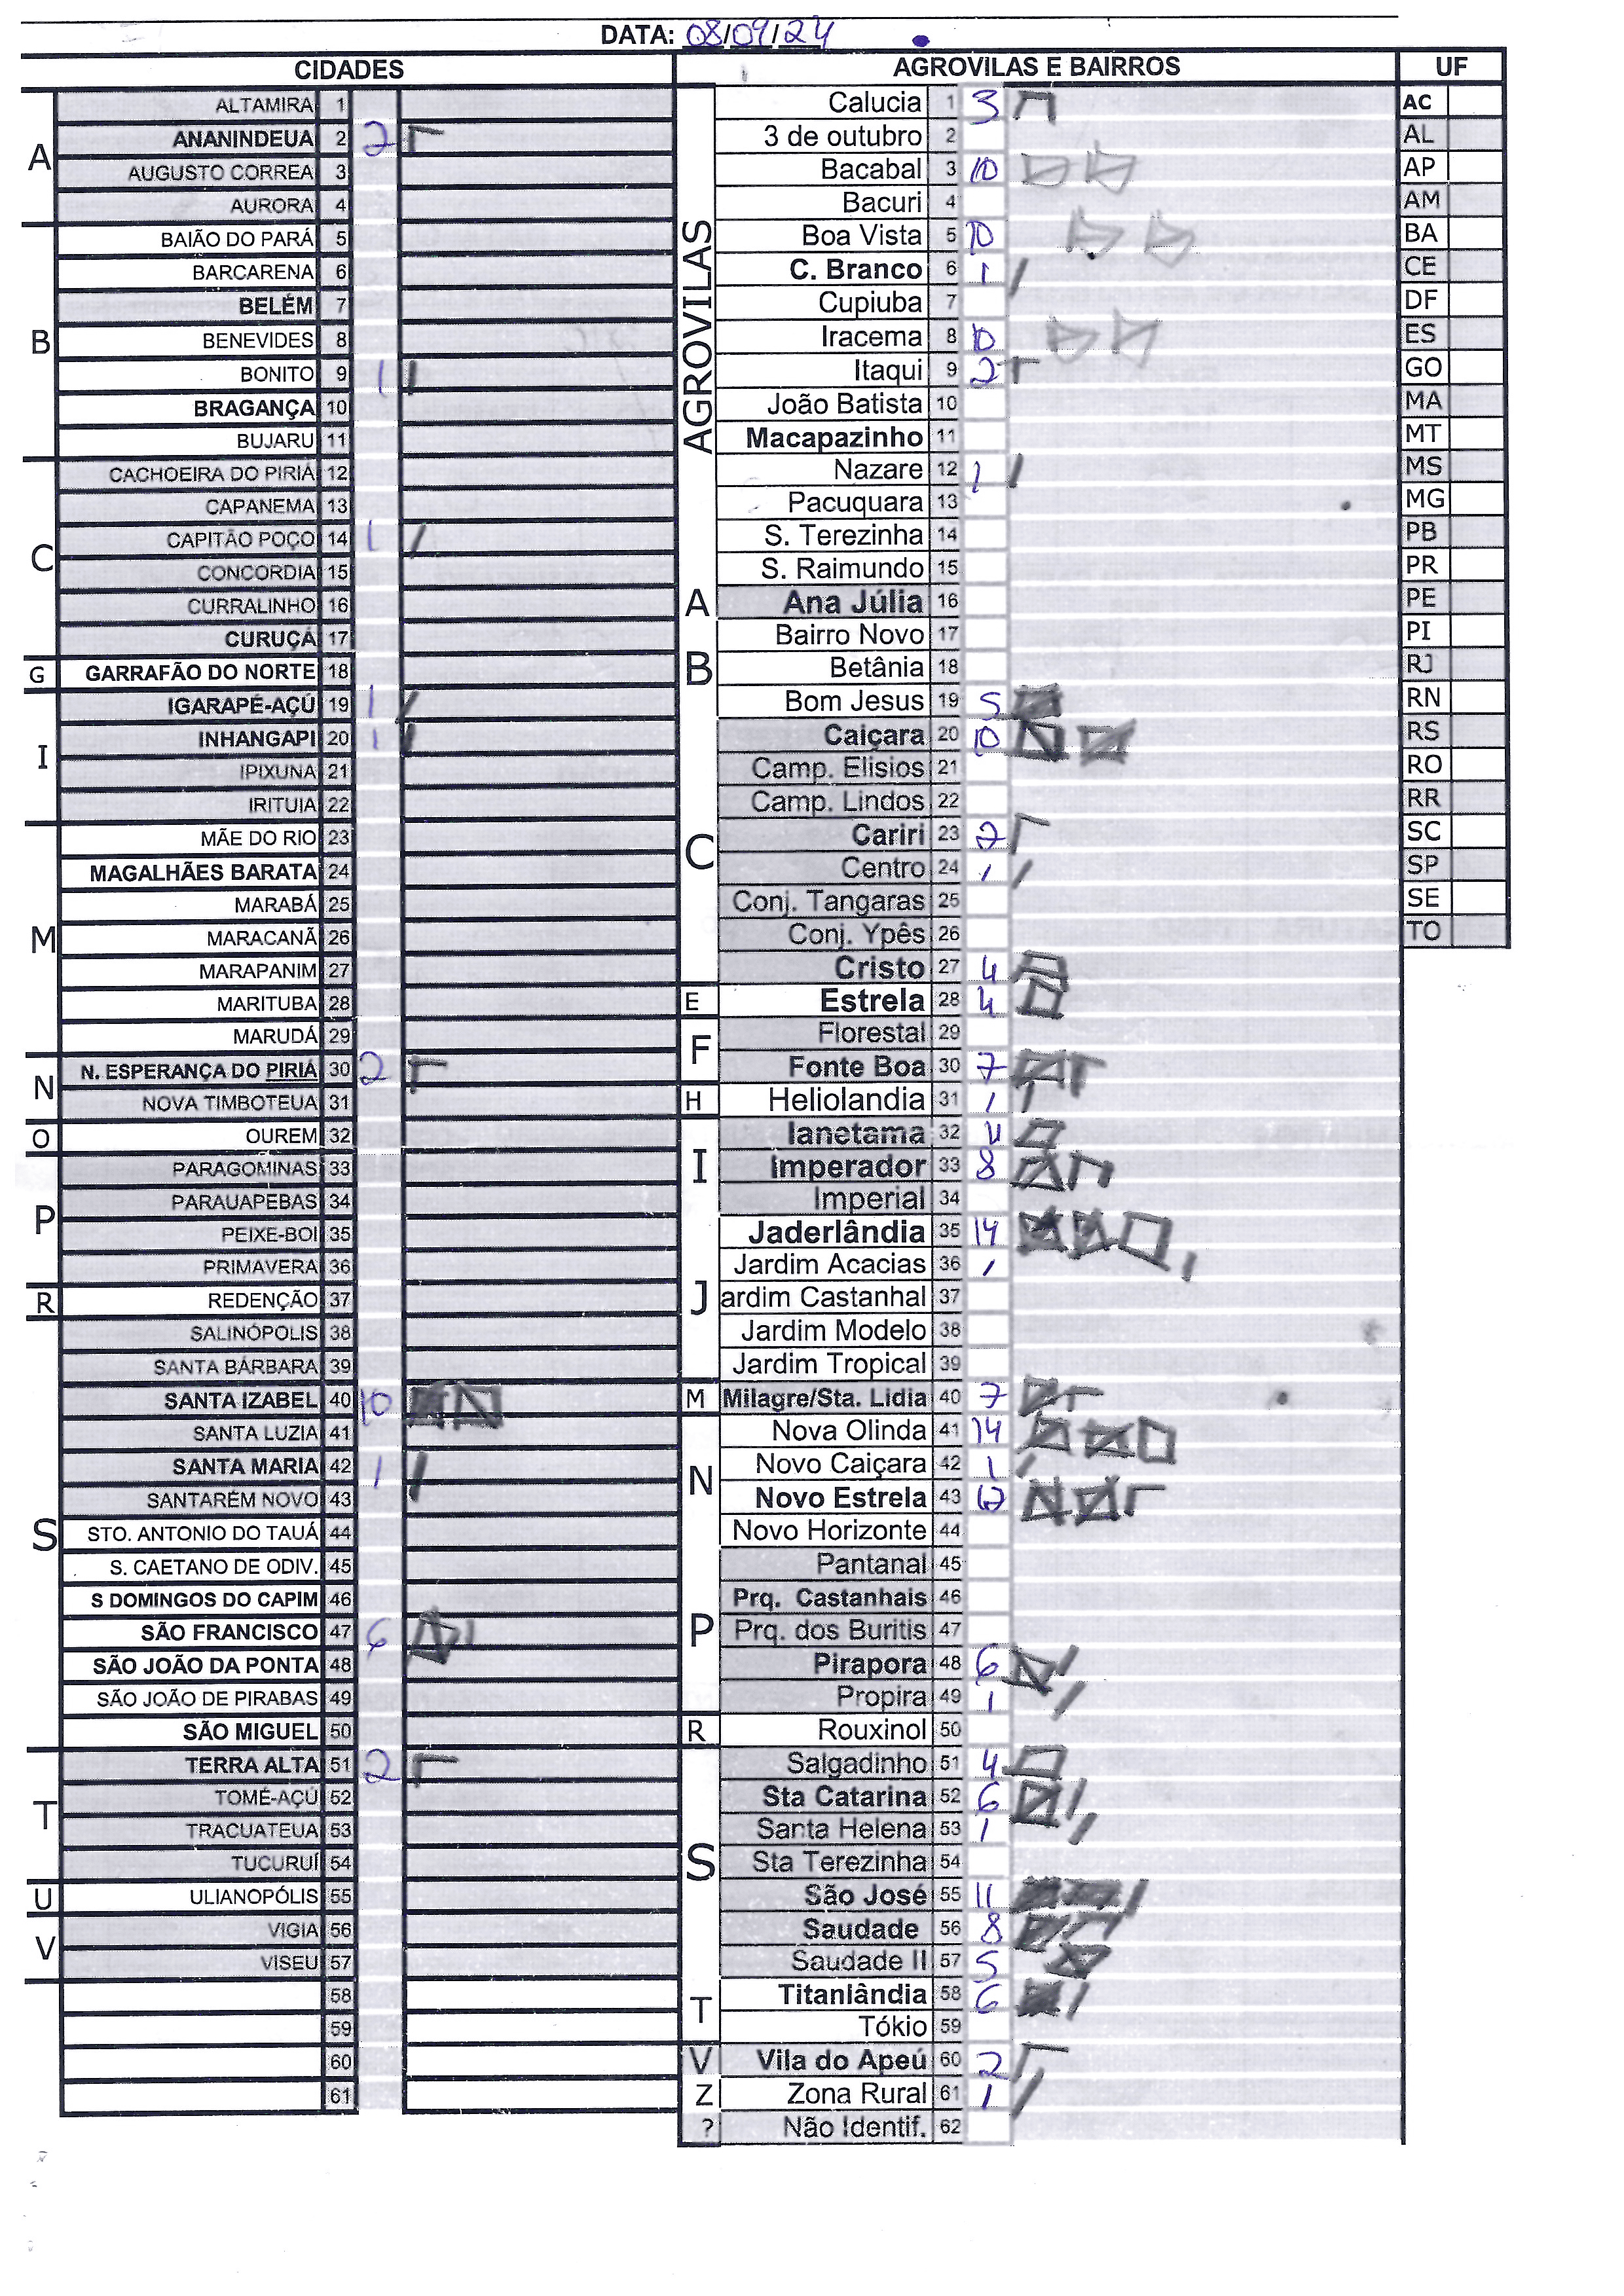 DATA: 08/09/24
CIDADES
A
ALTAMIRA 1
ANANINDEUA 2 2
AUGUSTO CORREA 3
AURORA 4
B
BAIÃO DO PARÁ 5
BARCARENA 6
BELÉM 7
BENEVIDES 8
BONITO 9 1
BRAGANÇA 10
BUJARU 11
C
CACHOEIRA DO PIRIÁ 12
CAPANEMA 13
CAPITÃO POÇO 14 1
CONCORDIA 15
CURRALINHO 16
CURUÇÁ 17
G
GARRAFÃO DO NORTE 18
I
IGARAPÉ-AÇÚ 19 1
INHANGAPI 20 1
IPIXUNA 21
IRITUIA 22
M
MÃE DO RIO 23
MAGALHÃES BARATA 24
MARABÁ 25
MARACANÃ 26
MARAPANIM 27
MARITUBA 28
MARUDÁ 29
N
N. ESPERANÇA DO PIRIÁ 30 2
NOVA TIMBOTEUA 31
O
OUREM 32
P
PARAGOMINAS 33
PARAUAPEBAS 34
PEIXE-BOI 35
PRIMAVERA 36
R
REDENÇÃO 37
S
SALINÓPOLIS 38
SANTA BÁRBARA 39
SANTA IZABEL 40 10
SANTA LUZIA 41
SANTA MARIA 42 1
SANTARÉM NOVO 43
STO. ANTONIO DO TAUÁ 44
S. CAETANO DE ODIV. 45
S DOMINGOS DO CAPIM 46
SÃO FRANCISCO 47 6
SÃO JOÃO DA PONTA 48
SÃO JOÃO DE PIRABAS 49
SÃO MIGUEL 50
T
TERRA ALTA 51 2
TOMÉ-AÇÚ 52
TRACUATEUA 53
TUCURUÍ 54
U
ULIANOPÓLIS 55
V
VIGIA 56
VISEU 57
58
59
60
61
AGROVILAS E BAIRROS
AGROVILAS
Calucia 1 3
3 de outubro 2
Bacabal 3 10
Bacuri 4
Boa Vista 5 10
C. Branco 6 1
Cupiuba 7
Iracema 8 10
Itaqui 9 2
João Batista 10
Macapazinho 11
Nazare 12 1
Pacuquara 13
S. Terezinha 14
S. Raimundo 15
A
Ana Júlia 16
B
Bairro Novo 17
Betânia 18
Bom Jesus 19 5
C
Caiçara 20 10
Camp. Elisios 21
Camp. Lindos 22
Cariri 23 2
Centro 24 1
Conj. Tangaras 25
Conj. Ypês 26
Cristo 27 4
E
Estrela 28 4
F
Florestal 29
Fonte Boa 30 7
H
Heliolandia 31 1
I
Ianetama 32 4
Imperador 33 8
Imperial 34
J
Jaderlândia 35 14
Jardim Acacias 36 1
ardim Castanhal 37
Jardim Modelo 38
Jardim Tropical 39
M
Milagre/Sta. Lidia 40 7
N
Nova Olinda 41 14
Novo Caiçara 42 1
Novo Estrela 43 12
Novo Horizonte 44
P
Pantanal 45
Prq. Castanhais 46
Prq. dos Buritis 47
Pirapora 48 6
Propira 49 1
R
Rouxinol 50
S
Salgadinho 51 4
Sta Catarina 52 6
Santa Helena 53 1
Sta Terezinha 54
São José 55 11
Saudade 56 8
Saudade II 57 5
T
Titanlândia 58 6
Tókio 59
V
Vila do Apeú 60 2
Z
Zona Rural 61 1
?
Não Identif. 62
UF
AC
AL
AP
AM
BA
CE
DF
ES
GO
MA
MT
MS
MG
PB
PR
PE
PI
RJ
RN
RS
RO
RR
SC
SP
SE
TO